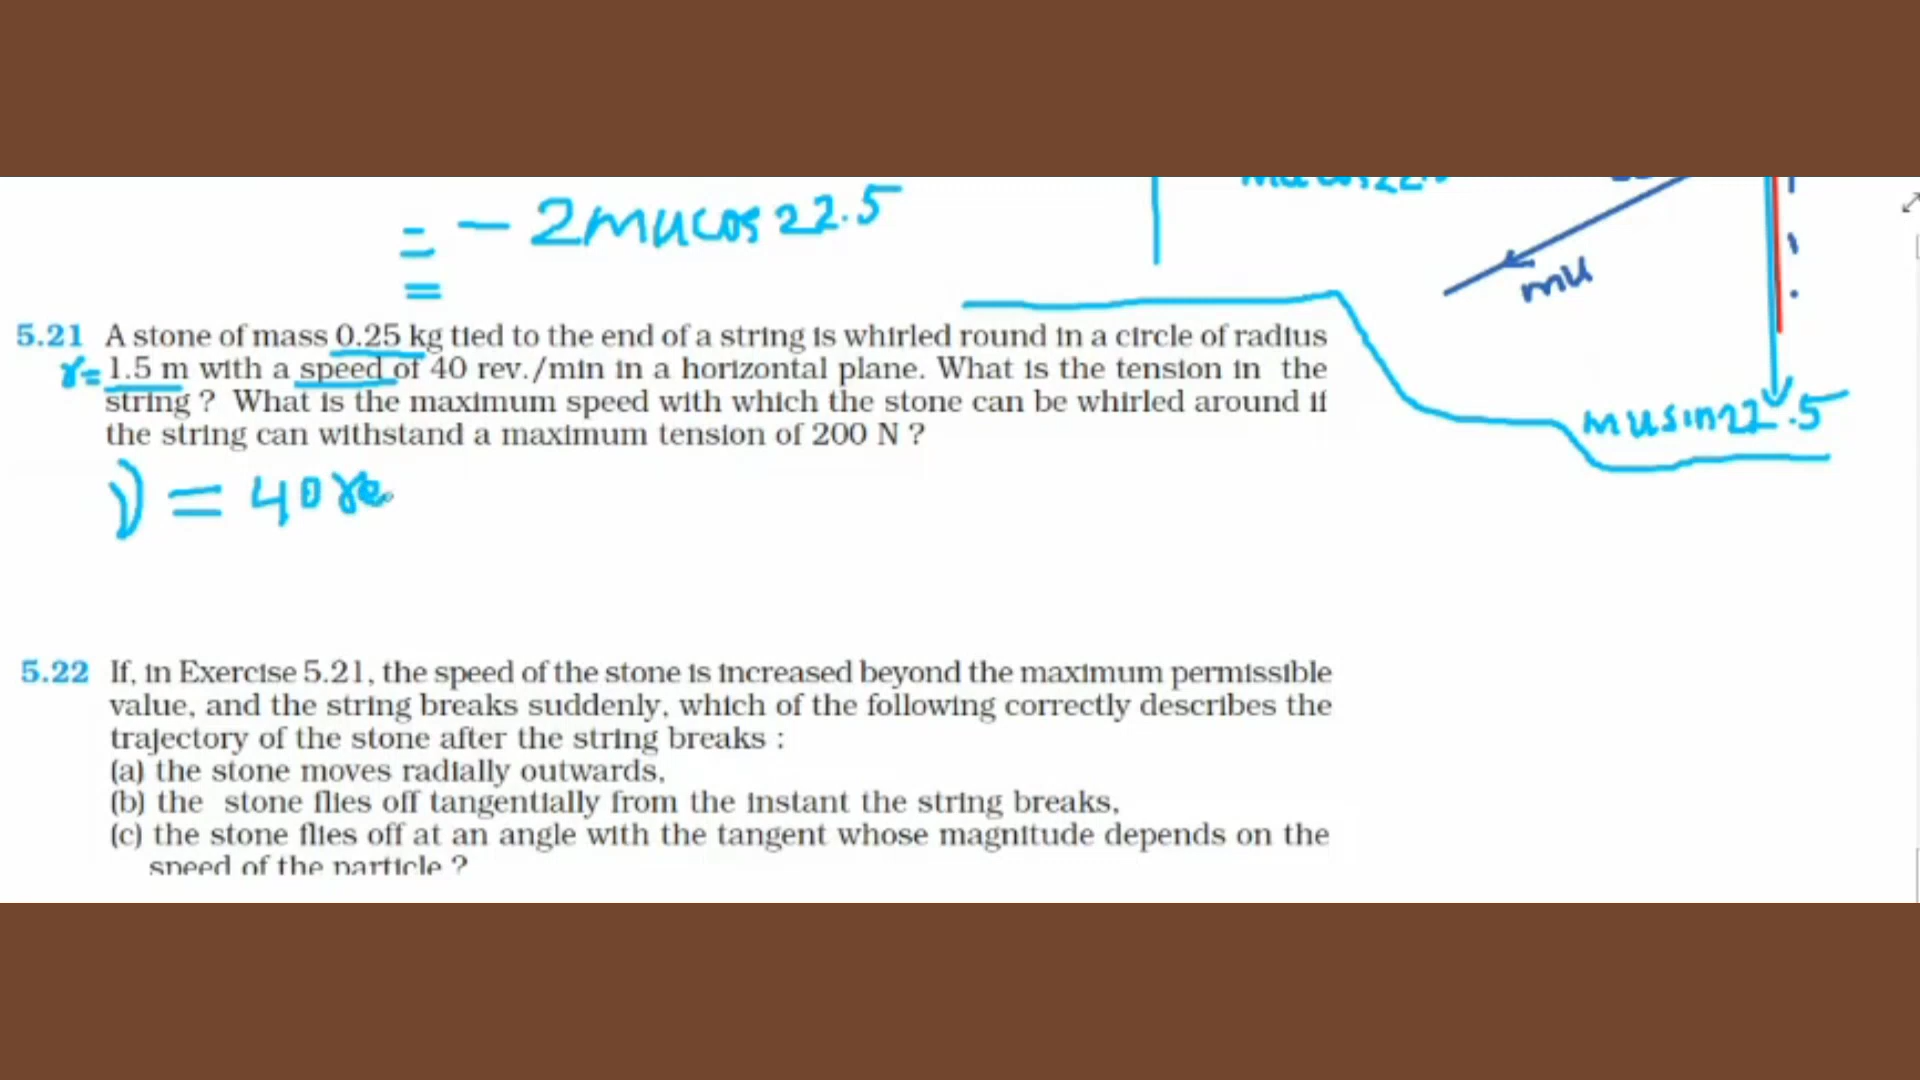 = - 2mucos22.5
=
mu
5.21 A stone of mass 0.25 kg tied to the end of a string is whirled round in a circle of radius
r= 1.5 m with a speed of 40 rev./min in a horizontal plane. What is the tension in the
string ? What is the maximum speed with which the stone can be whirled around if
the string can withstand a maximum tension of 200 N ?
musin22.5
ν = 40 re
5.22 If, in Exercise 5.21, the speed of the stone is increased beyond the maximum permissible
value, and the string breaks suddenly, which of the following correctly describes the
trajectory of the stone after the string breaks :
(a) the stone moves radially outwards,
(b) the stone flies off tangentially from the instant the string breaks,
(c) the stone flies off at an angle with the tangent whose magnitude depends on the
speed of the particle ?